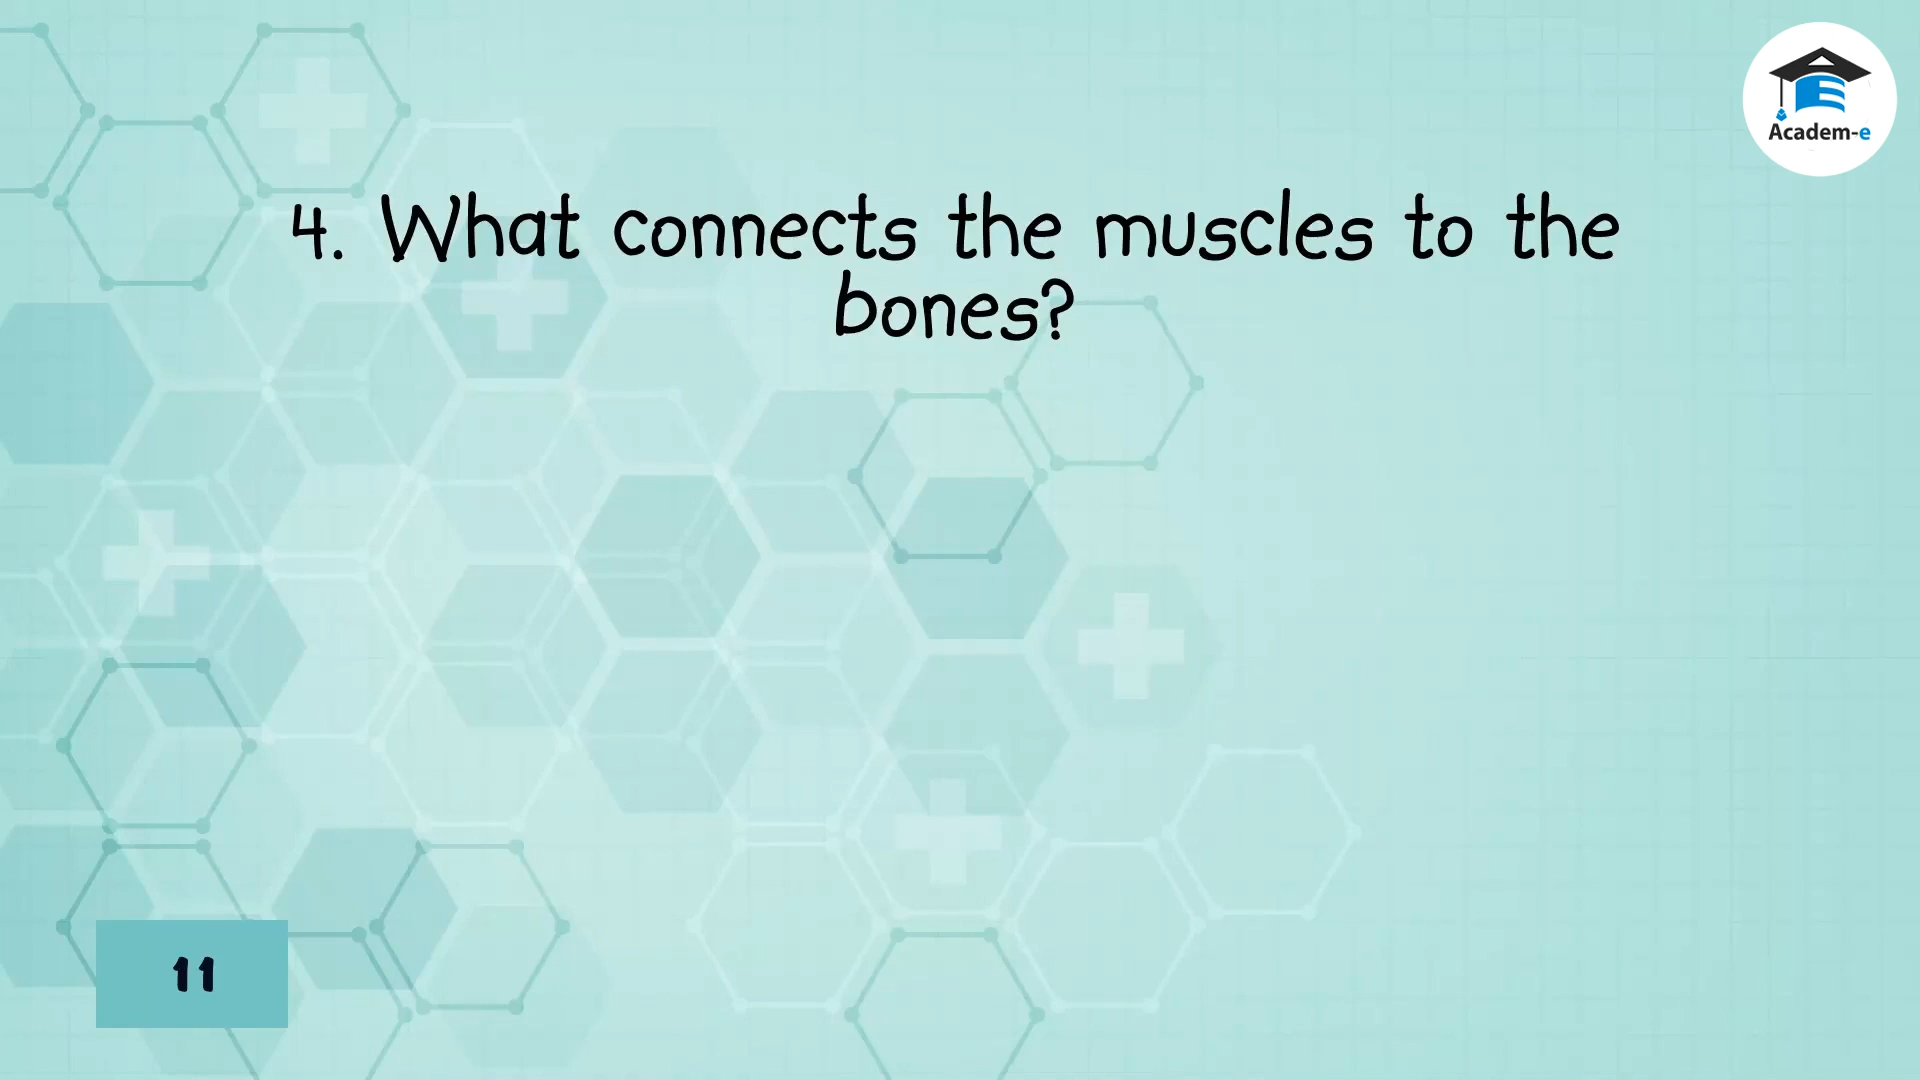 Academ-e
4. What connects the muscles to the
bones?
11